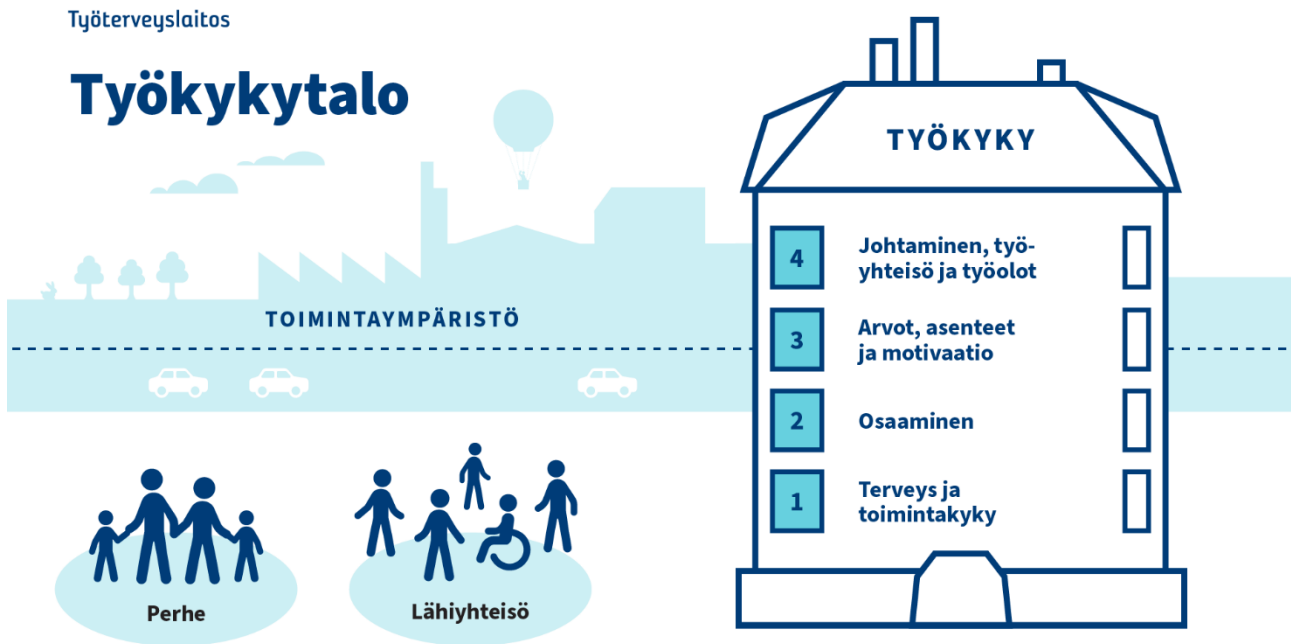 Työterveyslaitos
Työkykytalo
TOIMINTAYMPÄRISTÖ
Perhe
Lähiyhteisö
TYÖKYKY
4
Johtaminen, työ-
yhteisö ja työolot
3
Arvot, asenteet
ja motivaatio
2
Osaaminen
1
Terveys ja
toimintakyky